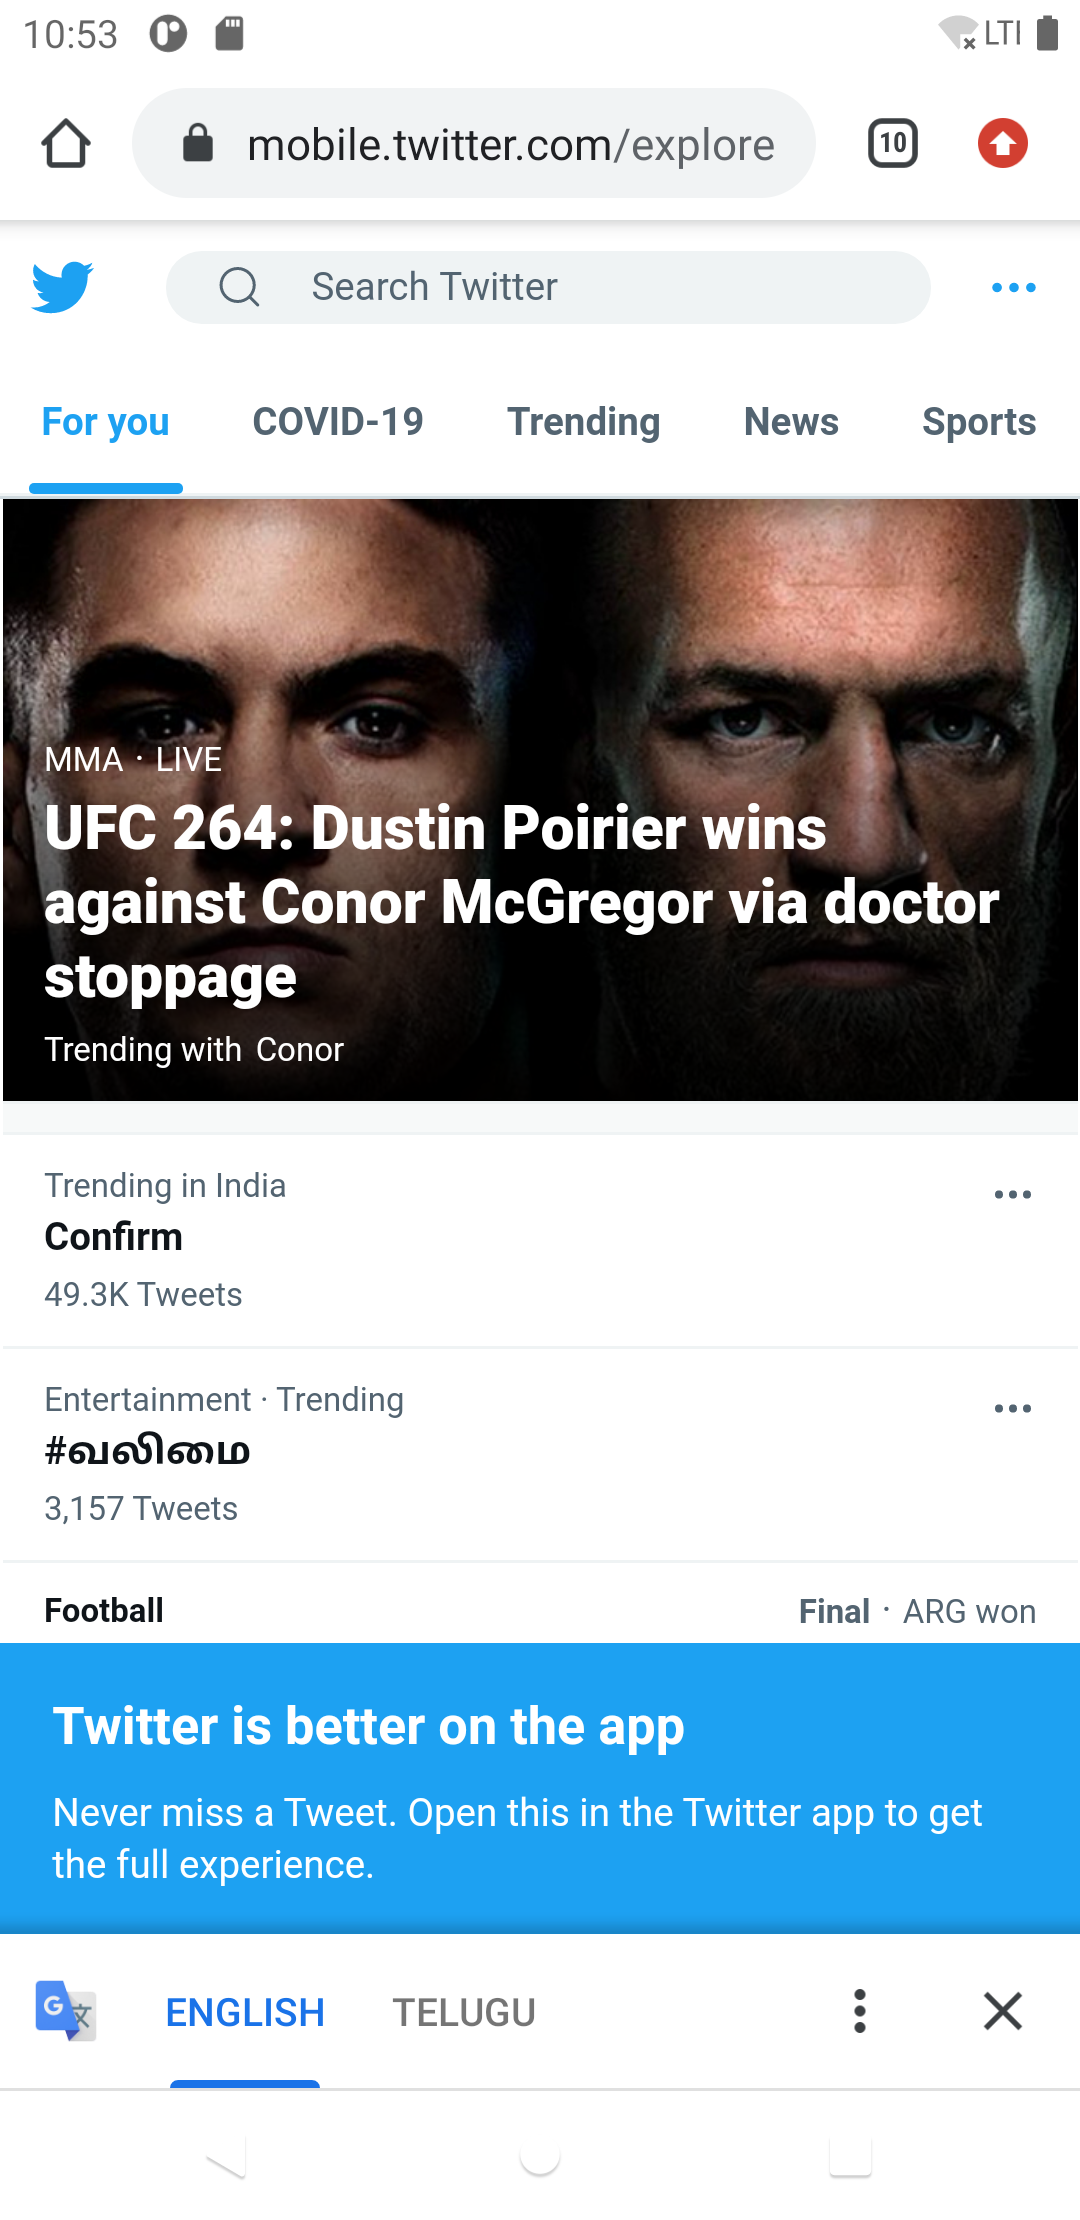 10:53
LTE
mobile.twitter.com/explore
10
Search Twitter
For you COVID-19 Trending News Sports
MMA · LIVE
UFC 264: Dustin Poirier wins
against Conor McGregor via doctor
stoppage
Trending with Conor
Trending in India
Confirm
49.3K Tweets
Entertainment · Trending
#வலிமை
3,157 Tweets
Football Final · ARG won
Twitter is better on the app
Never miss a Tweet. Open this in the Twitter app to get
the full experience.
G 文 ENGLISH TELUGU